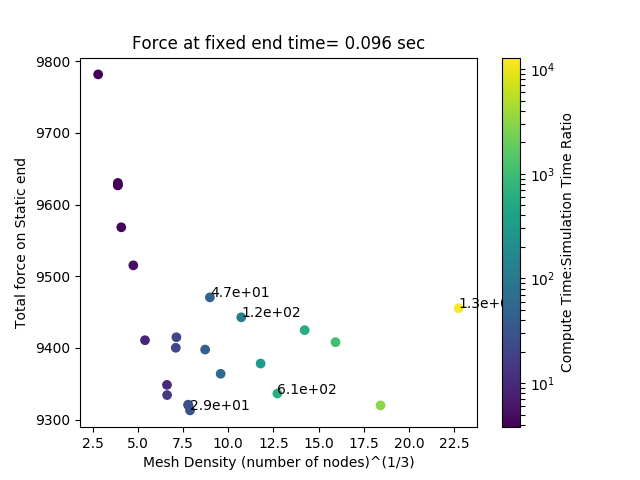 Force at fixed end time= 0.096 sec
Total force on Static end
9800
9700
9600
9500
9400
9300
4.7e+01
1.2e+02
6.1e+02
2.9e+01
2.5
5.0
7.5
10.0
12.5
15.0
17.5
20.0
22.5
Mesh Density (number of nodes)^(1/3)
10^4
10^3
10^2
10^1
Compute Time:Simulation Time Ratio